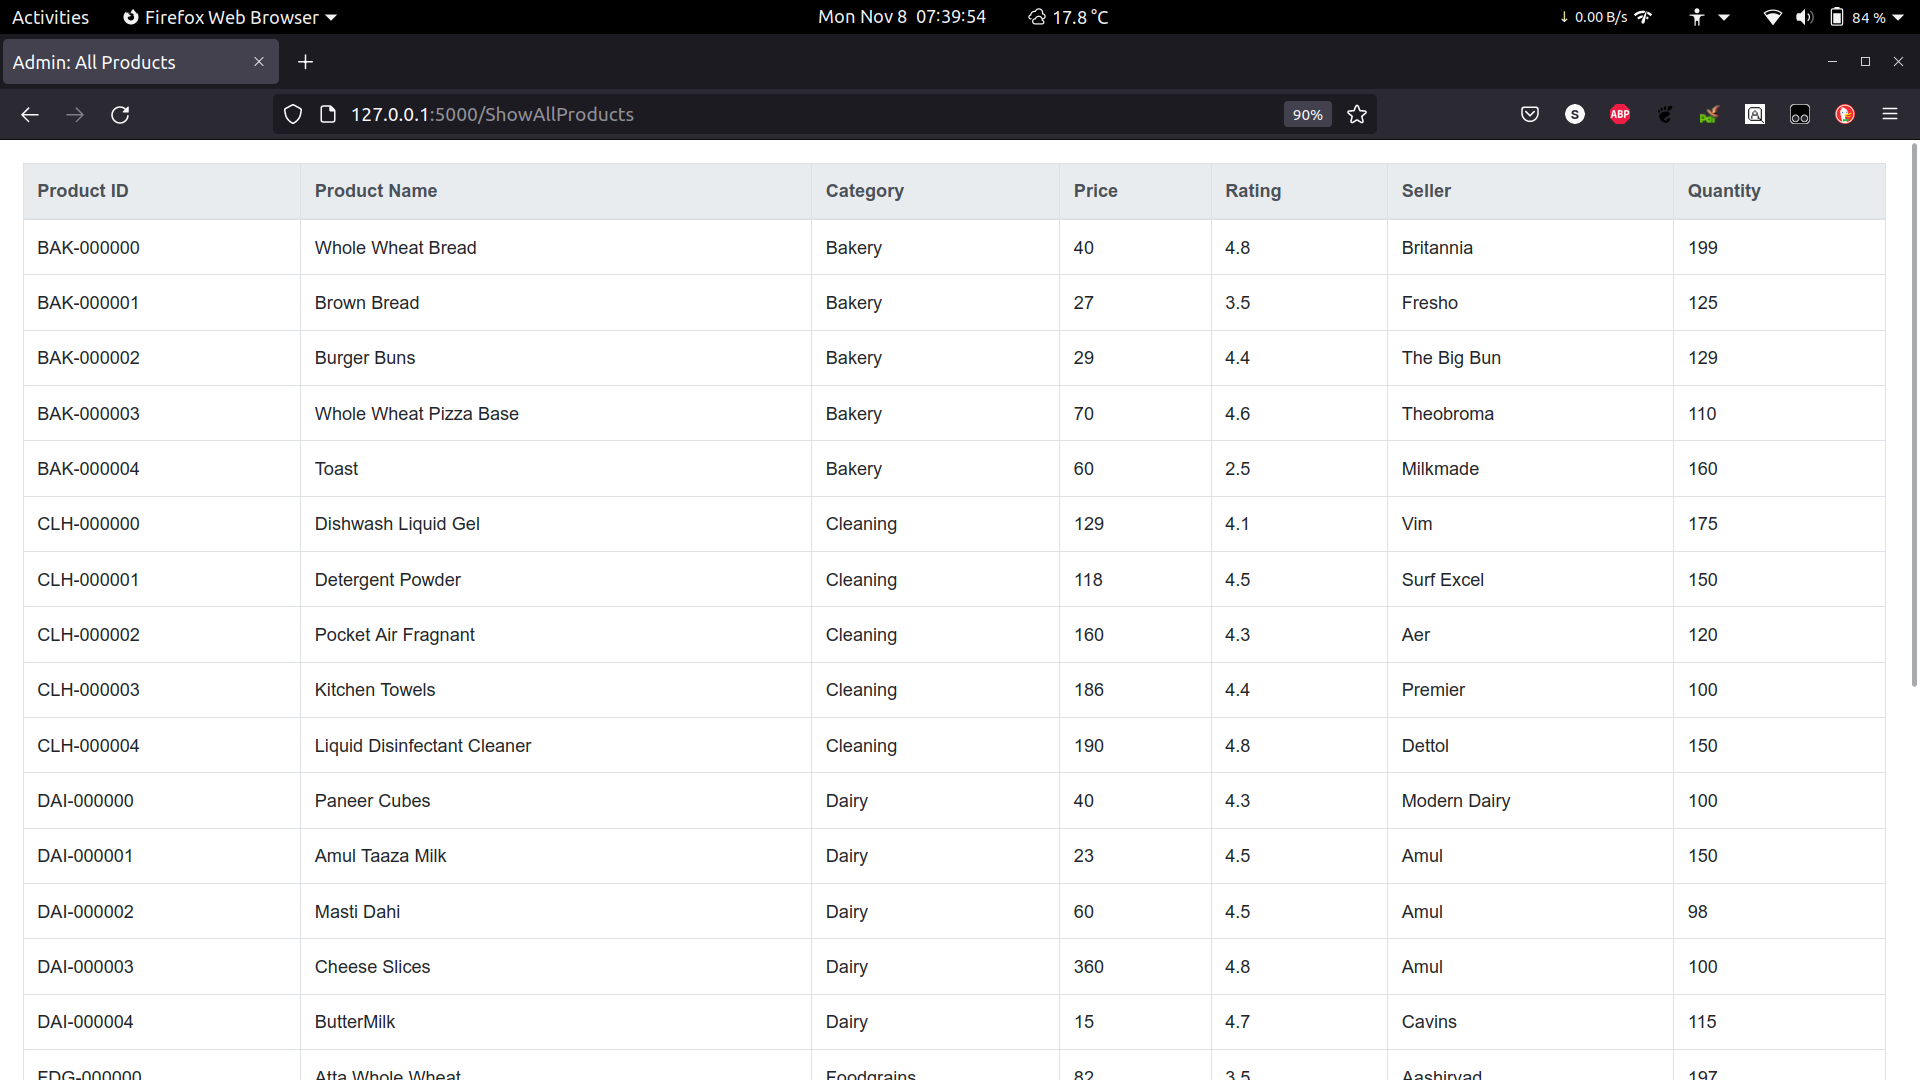 Activities Firefox Web Browser Mon Nov 8 07:39:54 17.8 °C ↓ 0.00 B/s 84 %
Admin: All Products
127.0.0.1:5000/ShowAllProducts 90% S ABP
Product ID Product Name Category Price Rating Seller Quantity
BAK-000000 Whole Wheat Bread Bakery 40 4.8 Britannia 199
BAK-000001 Brown Bread Bakery 27 3.5 Fresho 125
BAK-000002 Burger Buns Bakery 29 4.4 The Big Bun 129
BAK-000003 Whole Wheat Pizza Base Bakery 70 4.6 Theobroma 110
BAK-000004 Toast Bakery 60 2.5 Milkmade 160
CLH-000000 Dishwash Liquid Gel Cleaning 129 4.1 Vim 175
CLH-000001 Detergent Powder Cleaning 118 4.5 Surf Excel 150
CLH-000002 Pocket Air Fragnant Cleaning 160 4.3 Aer 120
CLH-000003 Kitchen Towels Cleaning 186 4.4 Premier 100
CLH-000004 Liquid Disinfectant Cleaner Cleaning 190 4.8 Dettol 150
DAI-000000 Paneer Cubes Dairy 40 4.3 Modern Dairy 100
DAI-000001 Amul Taaza Milk Dairy 23 4.5 Amul 150
DAI-000002 Masti Dahi Dairy 60 4.5 Amul 98
DAI-000003 Cheese Slices Dairy 360 4.8 Amul 100
DAI-000004 ButterMilk Dairy 15 4.7 Cavins 115
FDG-000000 Atta Whole Wheat Foodgrains 82 3.5 Aashirvad 197